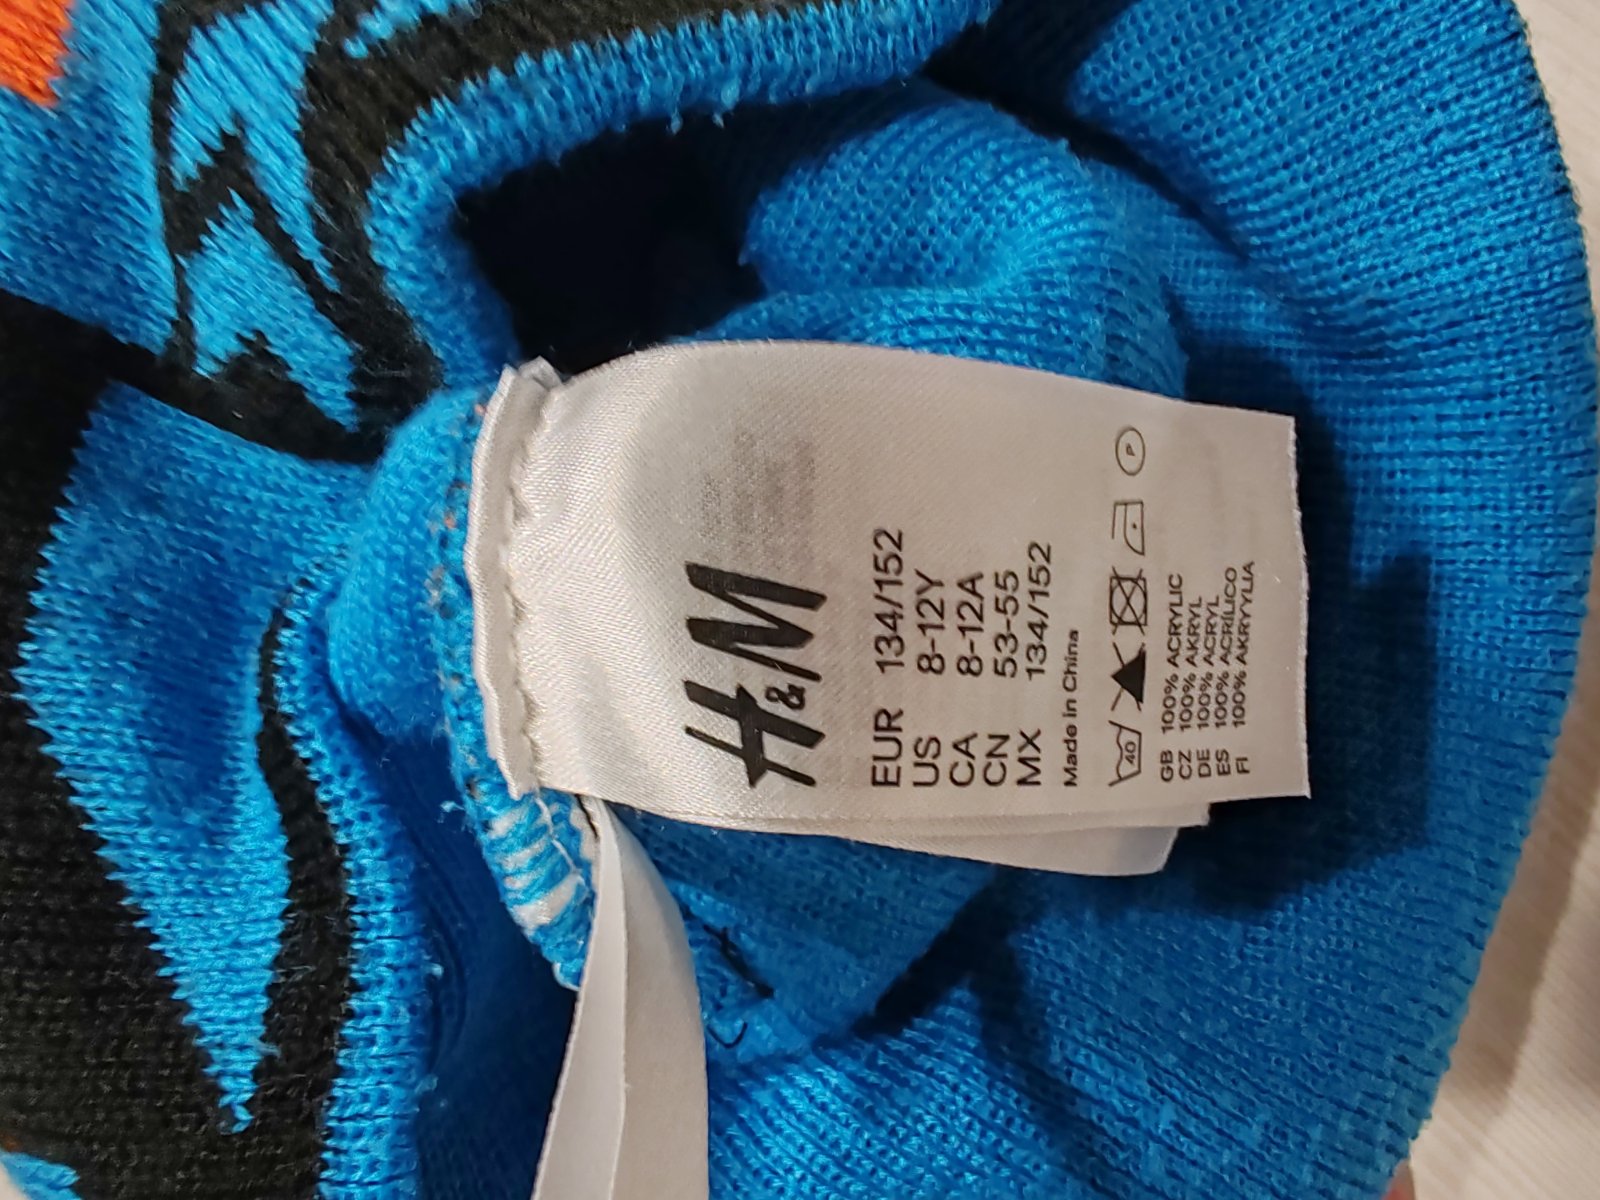 H&M
EUR 134/152
US 8-12Y
CA 8-12A
CN 53-55
MX 134/152
Made in China
40 P
GB 100% ACRYLIC
CZ 100% AKRYL
DE 100% ACRYL
ES 100% ACRÍLICO
FI 100% AKRYYLIA